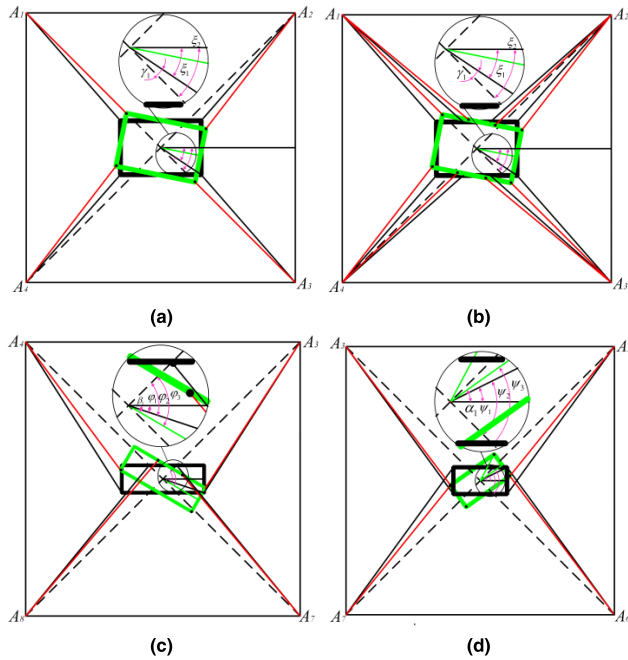 A₁ A₂ A₁ A₂
ξ₂ ξ₂
γ₁ ξ₁ γ₁ ξ₁
A₄ A₃ A₄ A₃
(a) (b)
A₄ A₃ A₃
ψ₃
ψ₂
φ₂ φ₃ α₁ ψ₁
A₈ A₇ A₇
(c) (d)